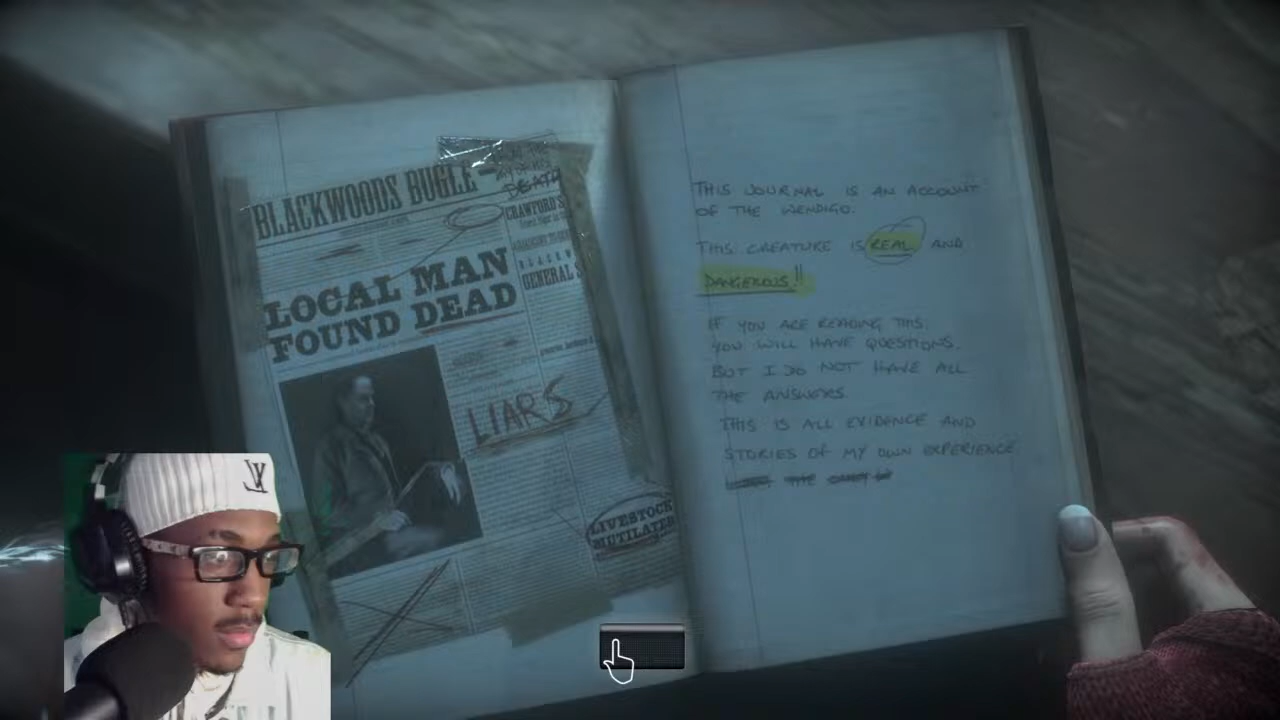 BLACKWOODS BUGLE
DEATH
CRAWFORD'S
GENERAL
LOCAL MAN
FOUND DEAD
LIARS
LIVESTOCK
MUTILATED
THIS JOURNAL IS AN ACCOUNT
OF THE WENDIGO.
THIS CREATURE IS REAL AND
DANGEROUS!!
IF YOU ARE READING THIS.
YOU WILL HAVE QUESTIONS.
BUT I DO NOT HAVE ALL
THE ANSWERS.
THIS IS ALL EVIDENCE AND
STORIES OF MY OWN EXPERIENCE